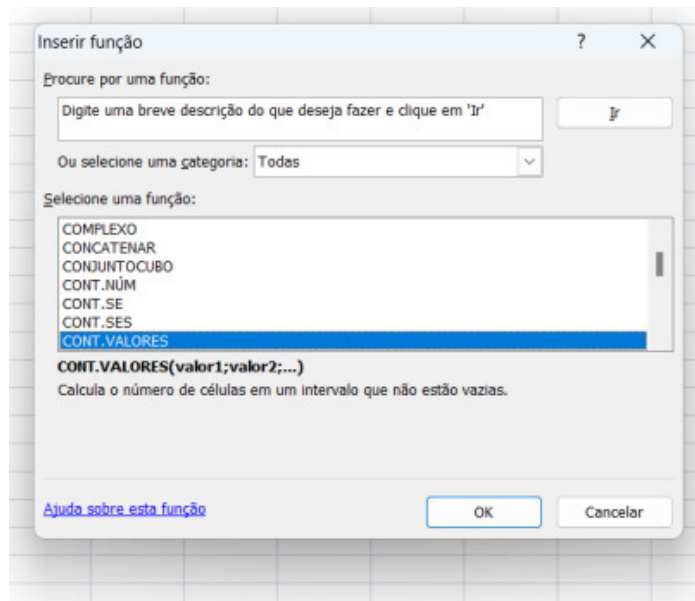 Inserir função
? X
Procure por uma função:
Digite uma breve descrição do que deseja fazer e clique em 'Ir'
Ir
Ou selecione uma categoria: Todas
Selecione uma função:
COMPLEXO
CONCATENAR
CONJUNTOCUBO
CONT.NÚM
CONT.SE
CONT.SES
CONT.VALORES
CONT.VALORES(valor1;valor2;...)
Calcula o número de células em um intervalo que não estão vazias.
Ajuda sobre esta função
OK
Cancelar